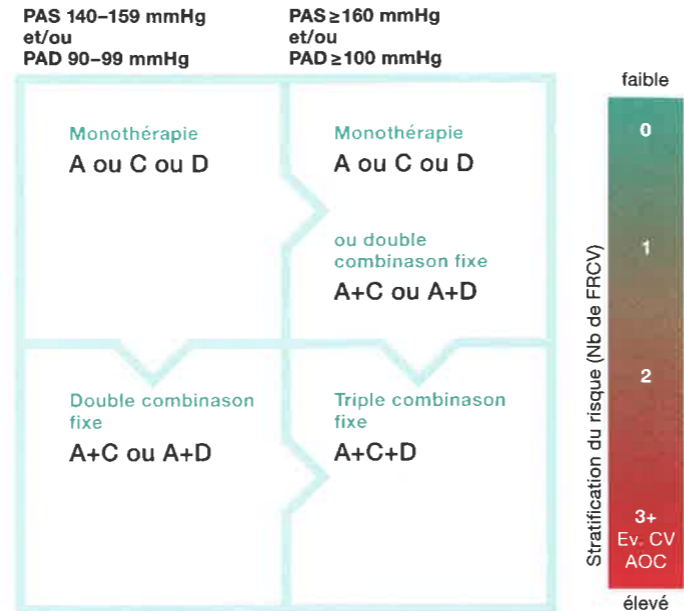 PAS 140–159 mmHg
et/ou
PAD 90–99 mmHg
PAS ≥ 160 mmHg
et/ou
PAD ≥ 100 mmHg
Monothérapie
A ou C ou D
Monothérapie
A ou C ou D
ou double
combinason fixe
A+C ou A+D
Double combinason
fixe
A+C ou A+D
Triple combinason
fixe
A+C+D
Stratification du risque (Nb de FRCV)
faible
0
1
2
3+
Ev. CV
AOC
élevé